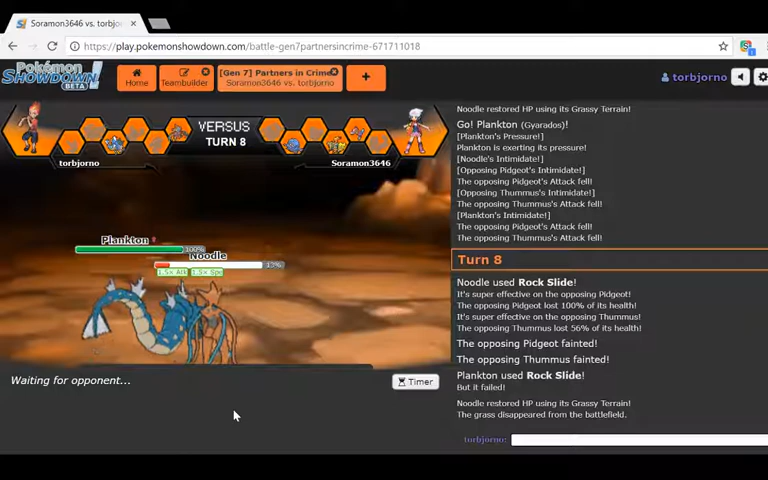 Soramon3646 vs. torbjo
https://play.pokemonshowdown.com/battle-gen7partnersincrime-671711018
Pokémon
SHOWDOWN!
BETA
Home
Teambuilder
[Gen 7] Partners in Crime
Soramon3646 vs. torbjorno
+
torbjorno
VERSUS
TURN 8
torbjorno
Soramon3646
Plankton
100%
Noodle
13%
1.5× Atk 1.5× Spe
Waiting for opponent...
Timer
Noodle restored HP using its Grassy Terrain!
Go! Plankton (Gyarados)!
[Plankton's Pressure!]
Plankton is exerting its pressure!
[Noodle's Intimidate!]
[Opposing Pidgeot's Intimidate!]
The opposing Pidgeot's Attack fell!
[Opposing Thummus's Intimidate!]
The opposing Thummus's Attack fell!
[Plankton's Intimidate!]
The opposing Pidgeot's Attack fell!
The opposing Thummus's Attack fell!
Turn 8
Noodle used Rock Slide!
It's super effective on the opposing Pidgeot!
The opposing Pidgeot lost 100% of its health!
It's super effective on the opposing Thummus!
The opposing Thummus lost 56% of its health!
The opposing Pidgeot fainted!
The opposing Thummus fainted!
Plankton used Rock Slide!
But it failed!
Noodle restored HP using its Grassy Terrain!
The grass disappeared from the battlefield.
torbjorno: